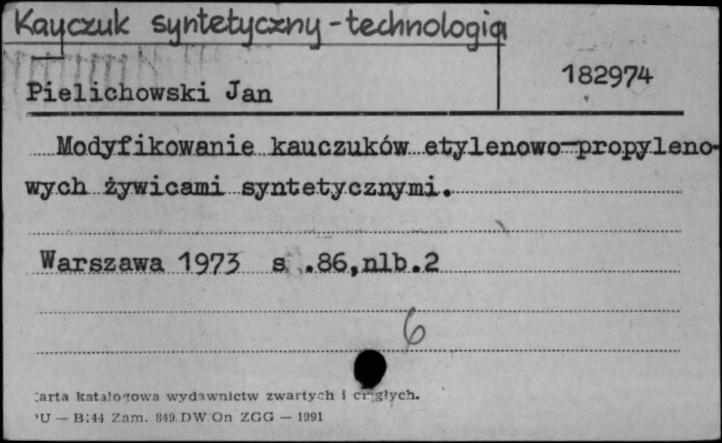 Kauczuk syntetyczny - technologia
182974
Pielichowski Jan
Modyfikowanie kauczuków etylenowo-propyleno-
wych żywicami syntetycznymi.
Warszawa 1973 s .86,nlb.2
6
Karta katalogowa wydawnictw zwartych i ciągłych.
PU — B/44 Zam. 849 DW On ZGG — 1991